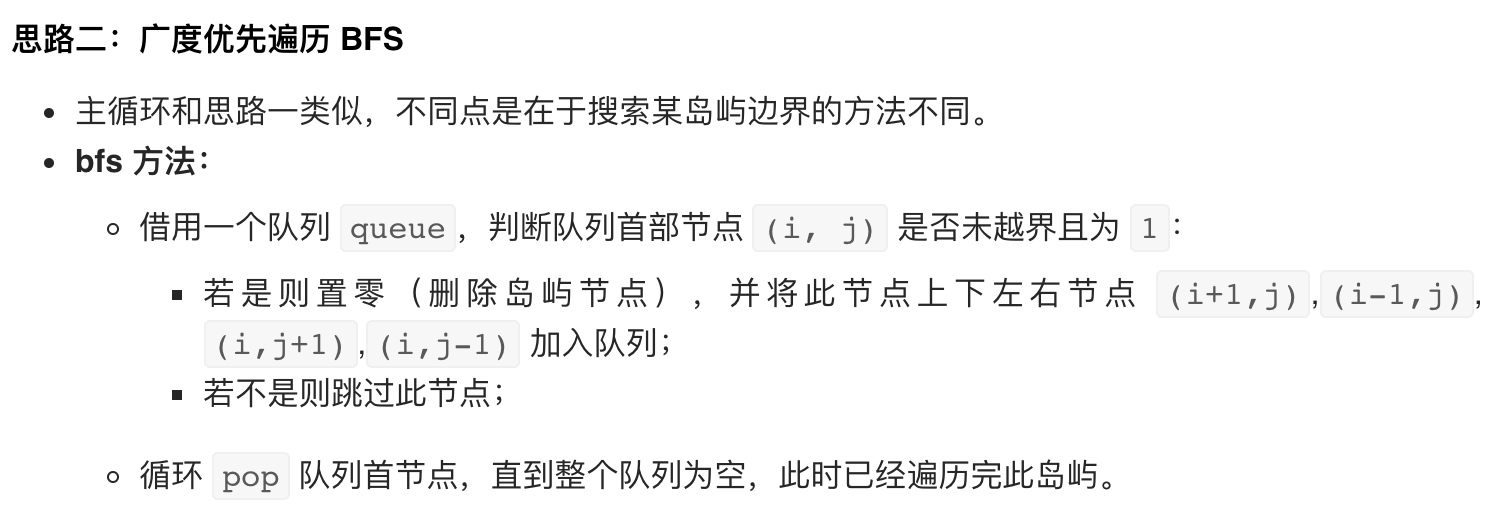 思路二：广度优先遍历 BFS
主循环和思路一类似，不同点是在于搜索某岛屿边界的方法不同。
bfs 方法：
借用一个队列 queue，判断队列首部节点 (i, j) 是否未越界且为 1：
若是则置零（删除岛屿节点），并将此节点上下左右节点 (i+1,j),(i-1,j),
(i,j+1),(i,j-1) 加入队列；
若不是则跳过此节点；
循环 pop 队列首节点，直到整个队列为空，此时已经遍历完此岛屿。